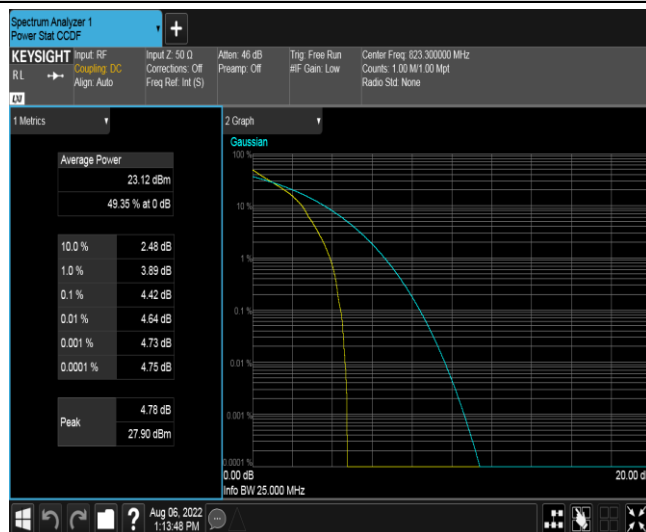 Spectrum Analyzer 1
Power Stat CCDF
+
KEYSIGHT Input: RF Input Z: 50 Ω Atten: 46 dB Trig: Free Run Center Freq: 823.300000 MHz
RL Coupling: DC Corrections: Off Preamp: Off #IF Gain: Low Counts: 1.00 M/1.00 Mpt
Align: Auto Freq Ref: Int (S) Radio Std: None
LXI
1 Metrics
Average Power
23.12 dBm
49.35 % at 0 dB
10.0 % 2.48 dB
1.0 % 3.89 dB
0.1 % 4.42 dB
0.01 % 4.64 dB
0.001 % 4.73 dB
0.0001 % 4.75 dB
Peak 4.78 dB
27.90 dBm
2 Graph
Gaussian
100 %
10 %
1 %
0.1 %
0.01 %
0.001 %
0.0001 %
0.00 dB 20.00 d
Info BW 25.000 MHz
? Aug 06, 2022
1:13:48 PM